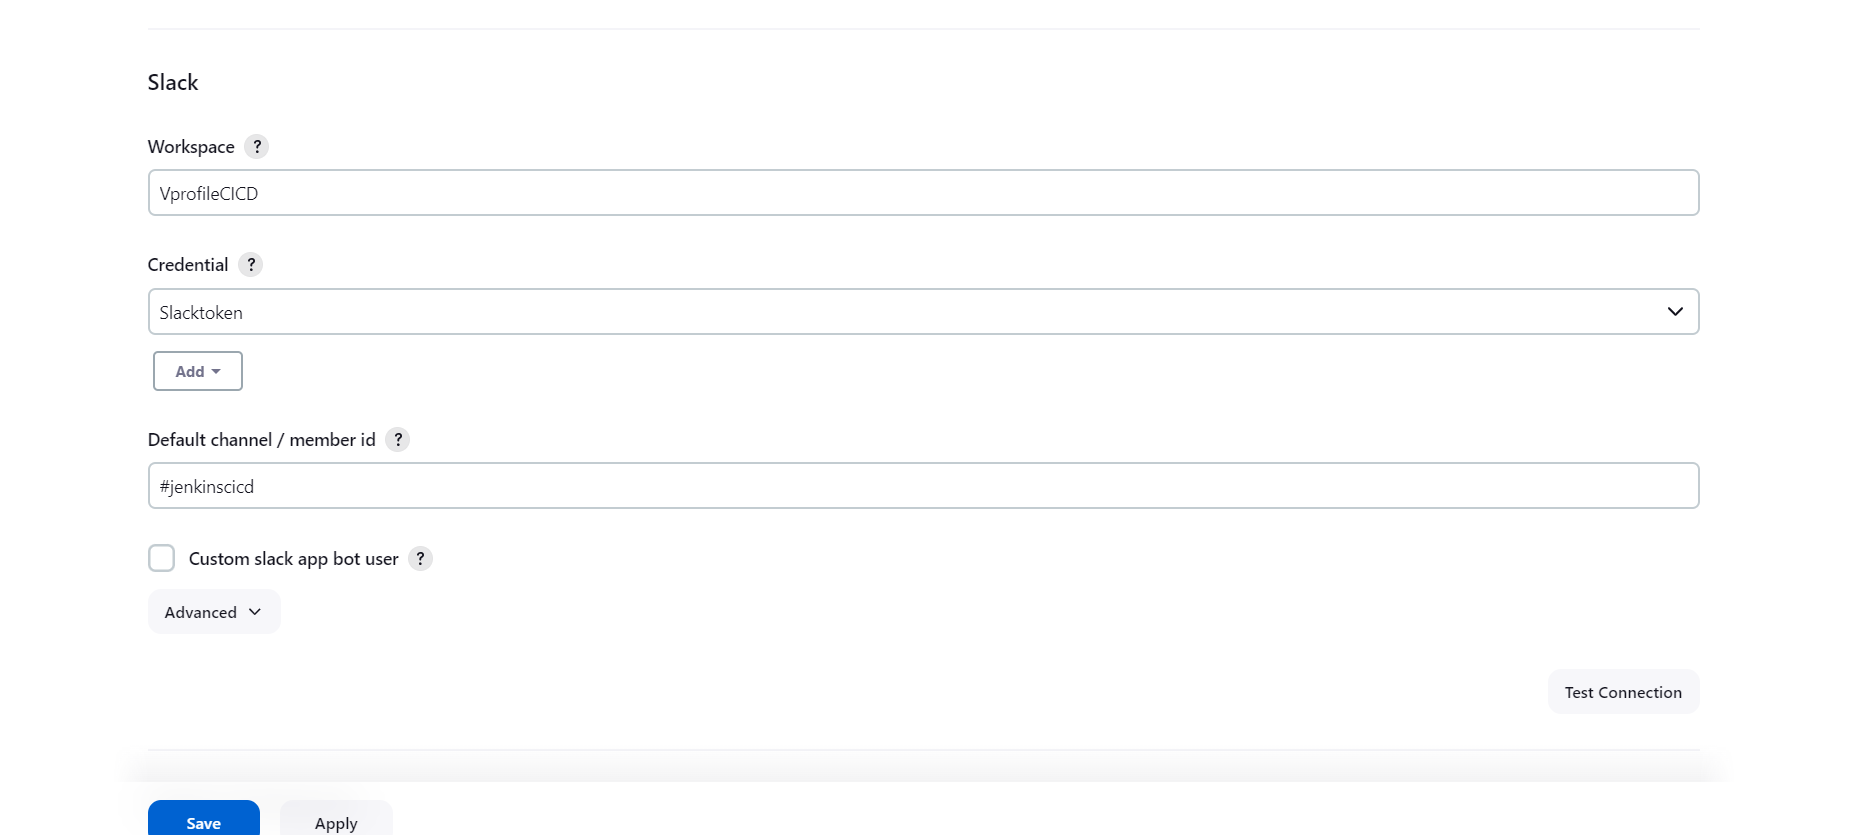 Slack
Workspace ?
VprofileCICD
Credential ?
Slacktoken
Add
Default channel / member id ?
#jenkinscicd
Custom slack app bot user ?
Advanced
Test Connection
Save Apply